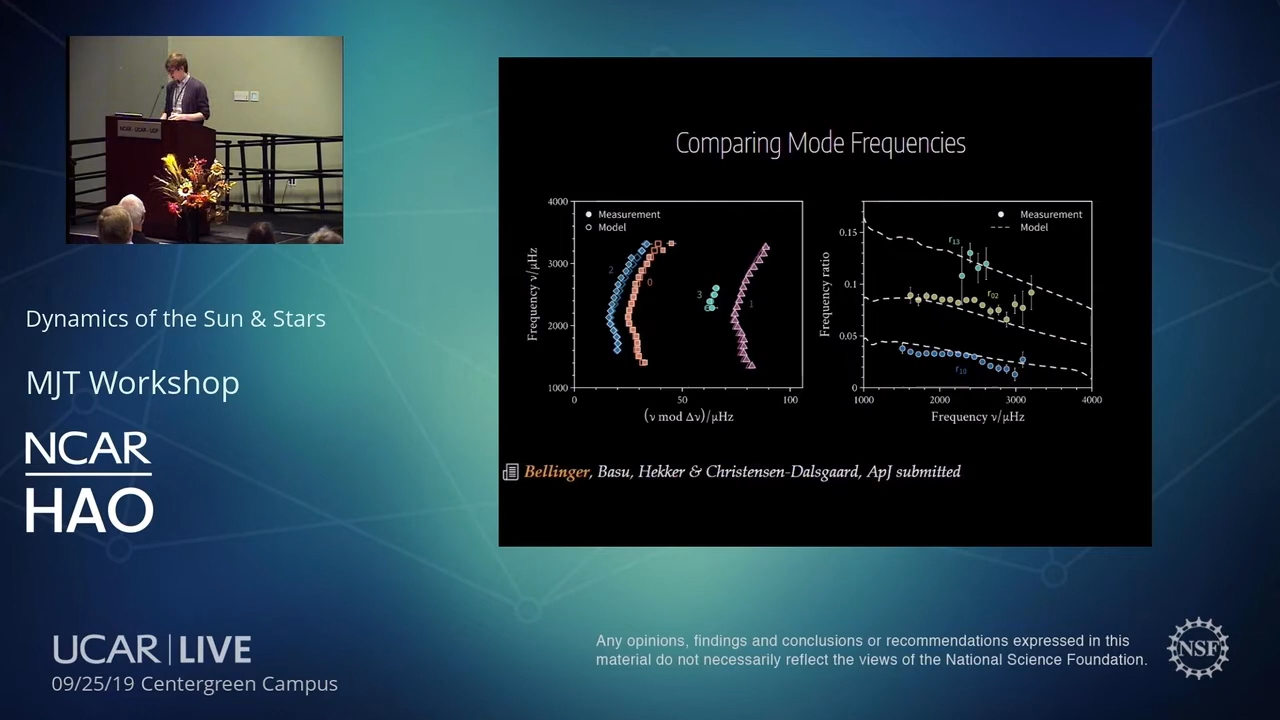 NCAR · UCAR · UCP
Comparing Mode Frequencies
4000
3000
2000
1000
Frequency ν/μHz
Measurement
Model
2
0
3
1
0
50
100
(ν mod Δν)/μHz
0.15
0.1
0.05
0
Frequency ratio
Measurement
Model
r13
r02
r10
1000
2000
3000
4000
Frequency ν/μHz
Bellinger, Basu, Hekker & Christensen-Dalsgaard, ApJ submitted
Dynamics of the Sun & Stars
MJT Workshop
NCAR
HAO
UCAR | LIVE
09/25/19 Centergreen Campus
Any opinions, findings and conclusions or recommendations expressed in this
material do not necessarily reflect the views of the National Science Foundation.
NSF